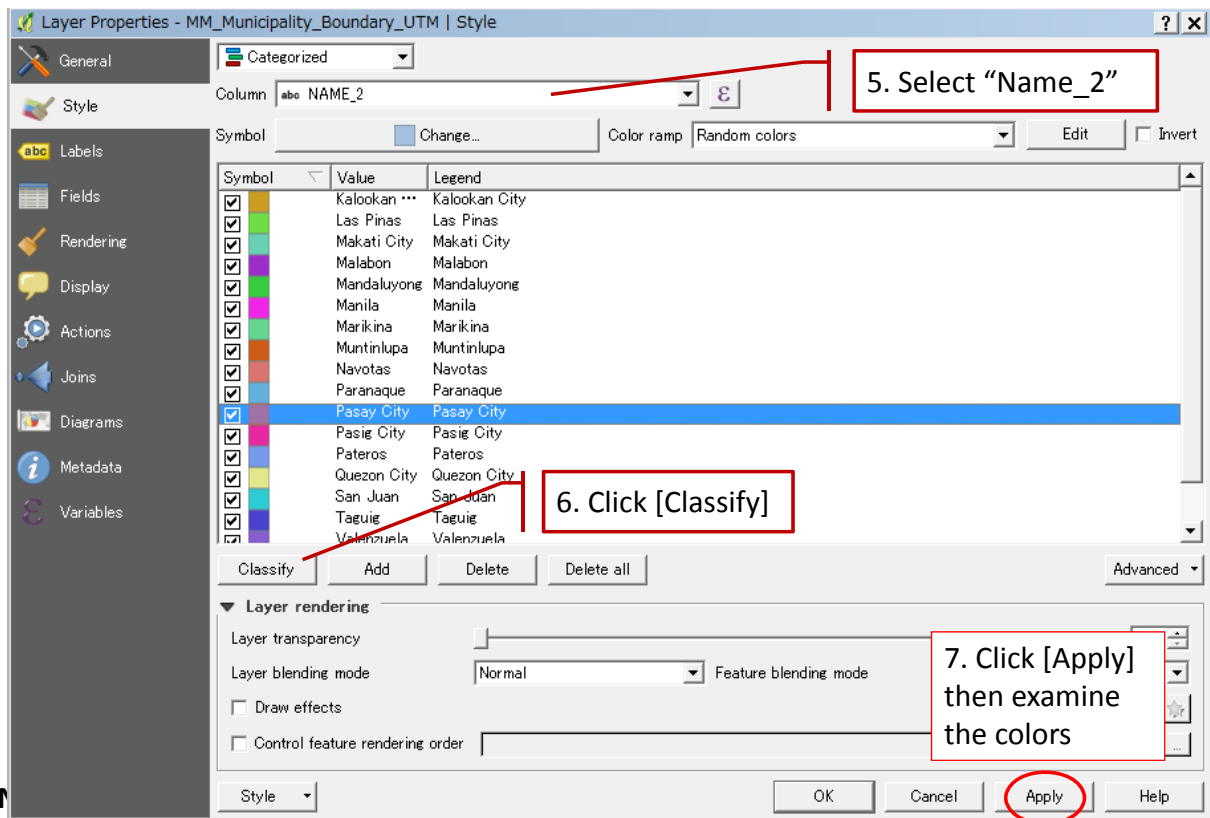 Layer Properties - MM_Municipality_Boundary_UTM | Style
? x
General
Style
abc Labels
Fields
Rendering
Display
Actions
Joins
Diagrams
Metadata
Variables
Categorized
Column abc NAME_2 ε
5. Select “Name_2”
Symbol Change... Color ramp Random colors Edit Invert
Symbol Value Legend
Kalookan ··· Kalookan City
Las Pinas Las Pinas
Makati City Makati City
Malabon Malabon
Mandaluyong Mandaluyong
Manila Manila
Marikina Marikina
Muntinlupa Muntinlupa
Navotas Navotas
Paranaque Paranaque
Pasay City Pasay City
Pasig City Pasig City
Pateros Pateros
Quezon City Quezon City
San Juan San Juan
Taguig Taguig
Valenzuela Valenzuela
6. Click [Classify]
Classify Add Delete Delete all Advanced
Layer rendering
Layer transparency
Layer blending mode Normal Feature blending mode
Draw effects
Control feature rendering order ...
7. Click [Apply]
then examine
the colors
Style OK Cancel Apply Help